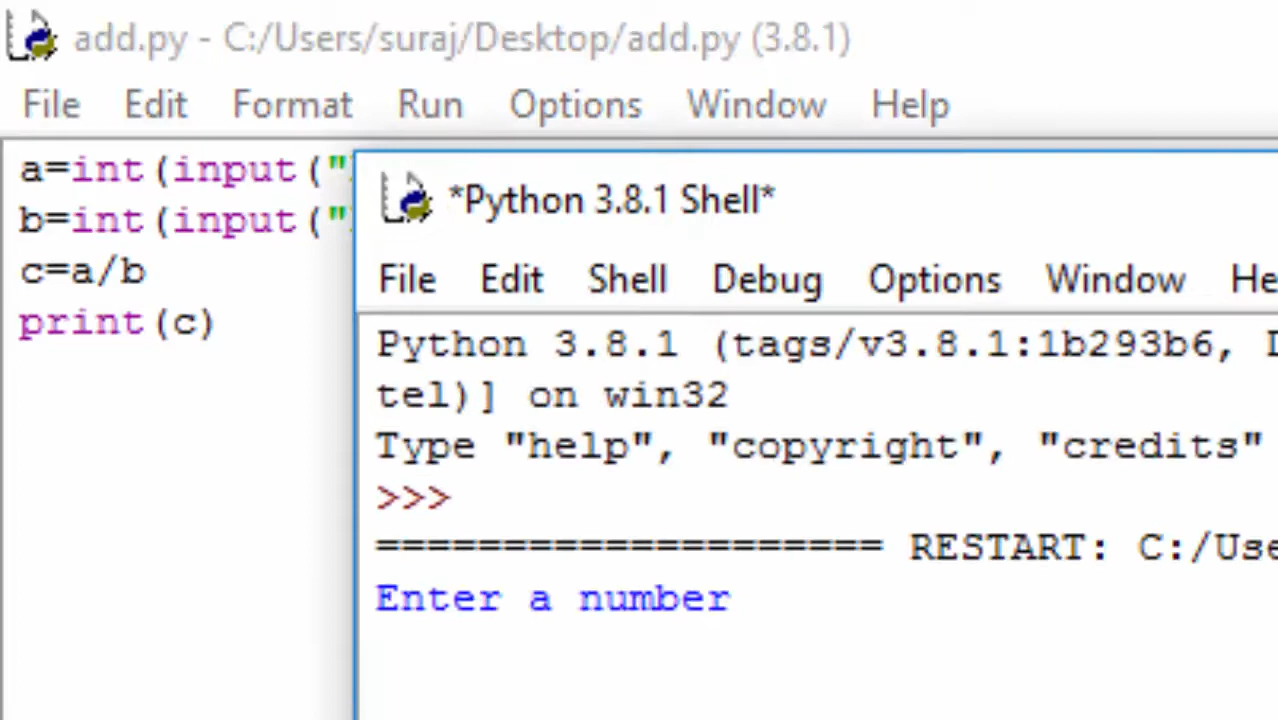 add.py - C:/Users/suraj/Desktop/add.py (3.8.1)
File Edit Format Run Options Window Help
a=int(input("
b=int(input("
c=a/b
print(c)
*Python 3.8.1 Shell*
File Edit Shell Debug Options Window He
Python 3.8.1 (tags/v3.8.1:1b293b6,
tel)] on win32
Type "help", "copyright", "credits"
>>>
==================== RESTART: C:/Use
Enter a number